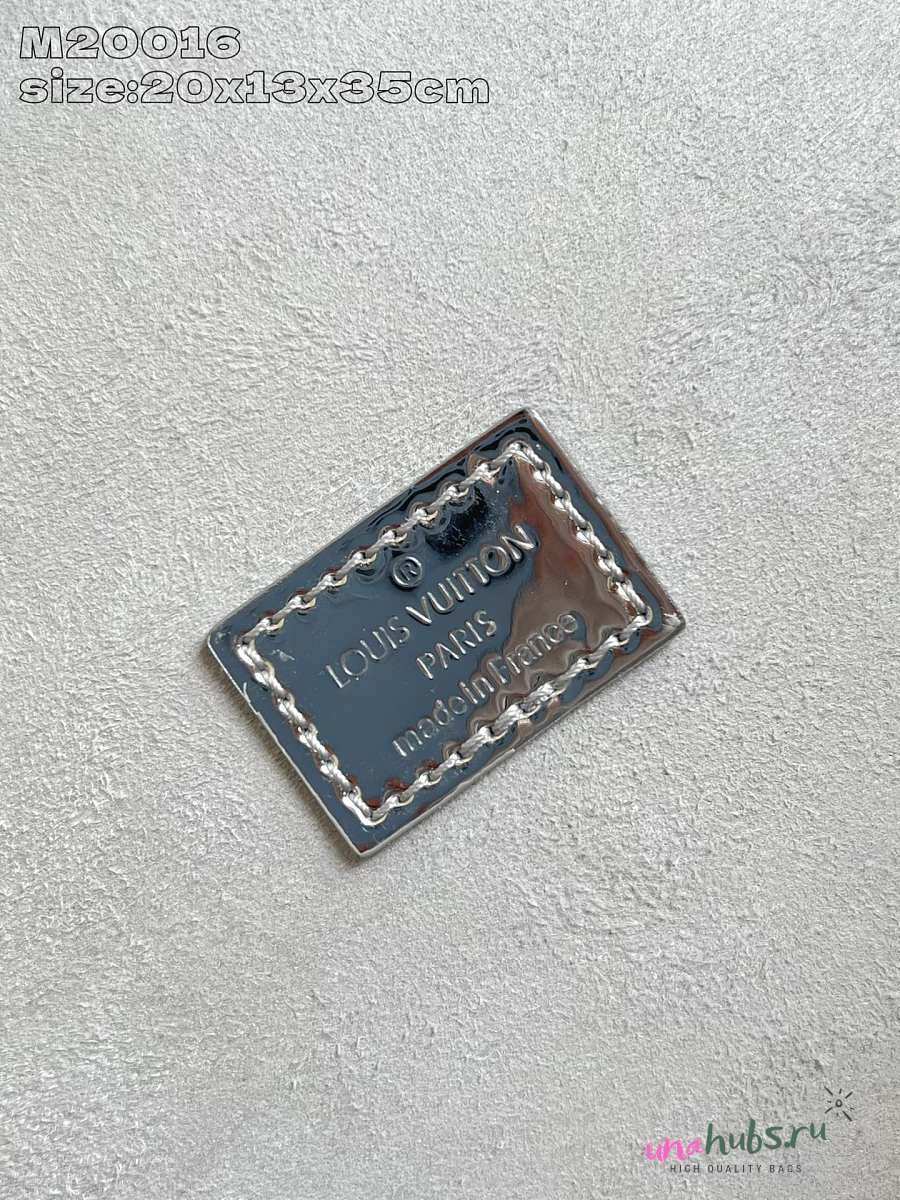 M20016
size:20x13x35cm
®
LOUIS VUITTON
PARIS
made in France
unahubs.ru
HIGH QUALITY BAGS